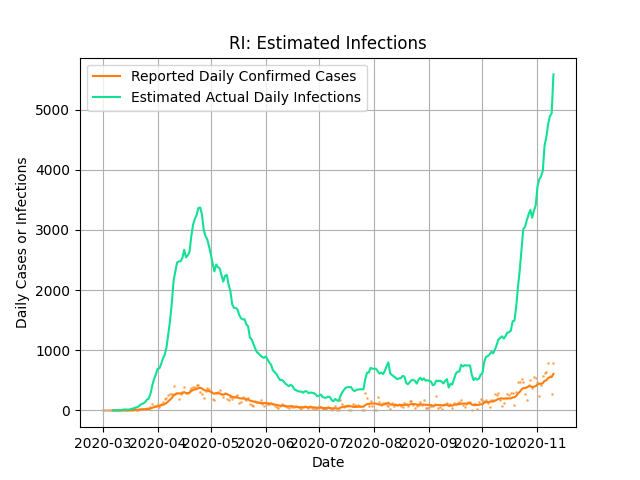 RI: Estimated Infections
Reported Daily Confirmed Cases
Estimated Actual Daily Infections
Daily Cases or Infections
5000
4000
3000
2000
1000
0
2020-03 2020-04 2020-05 2020-06 2020-07 2020-08 2020-09 2020-10 2020-11
Date